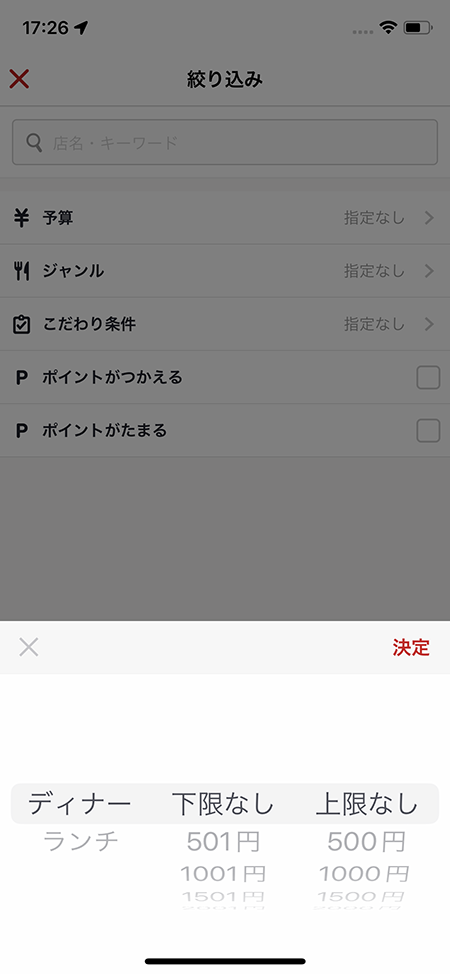 17:26
絞り込み
店名・キーワード
予算 指定なし
ジャンル 指定なし
こだわり条件 指定なし
P ポイントがつかえる
P ポイントがたまる
決定
ディナー 下限なし 上限なし
ランチ 501円 500円
1001円 1000円
1501円 1500円